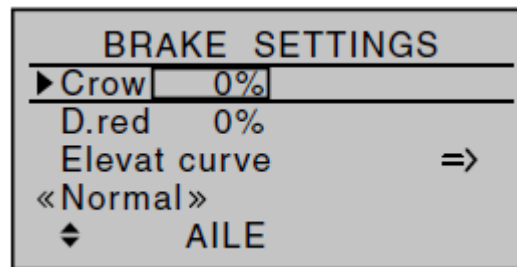 BRAKE SETTINGS
Crow 0%
D.red 0%
Elevat curve =>
«Normal»
AILE